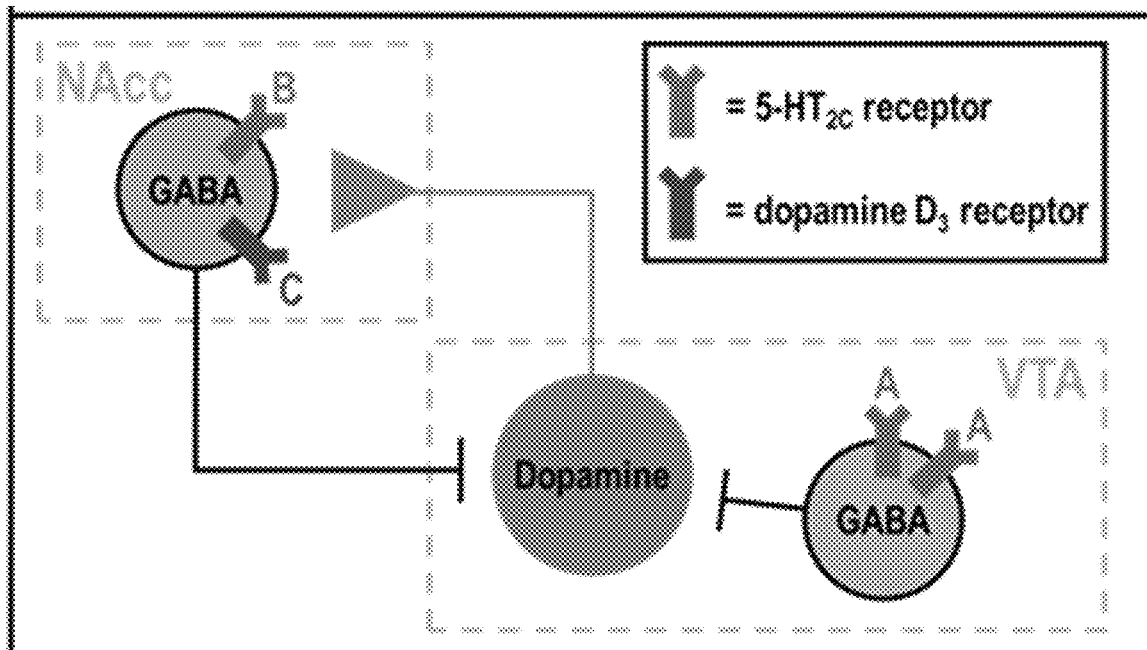 NAcc
B
GABA
C
= 5-HT2C receptor
= dopamine D3 receptor
VTA
A
A
Dopamine
GABA